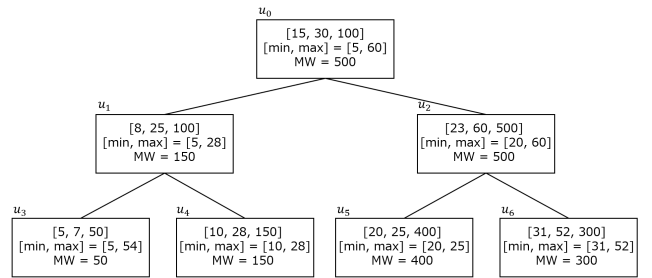 u₀
[15, 30, 100]
[min, max] = [5, 60]
MW = 500
u₁
[8, 25, 100]
[min, max] = [5, 28]
MW = 150
u₂
[23, 60, 500]
[min, max] = [20, 60]
MW = 500
u₃
[5, 7, 50]
[min, max] = [5, 54]
MW = 50
u₄
[10, 28, 150]
[min, max] = [10, 28]
MW = 150
u₅
[20, 25, 400]
[min, max] = [20, 25]
MW = 400
u₆
[31, 52, 300]
[min, max] = [31, 52]
MW = 300